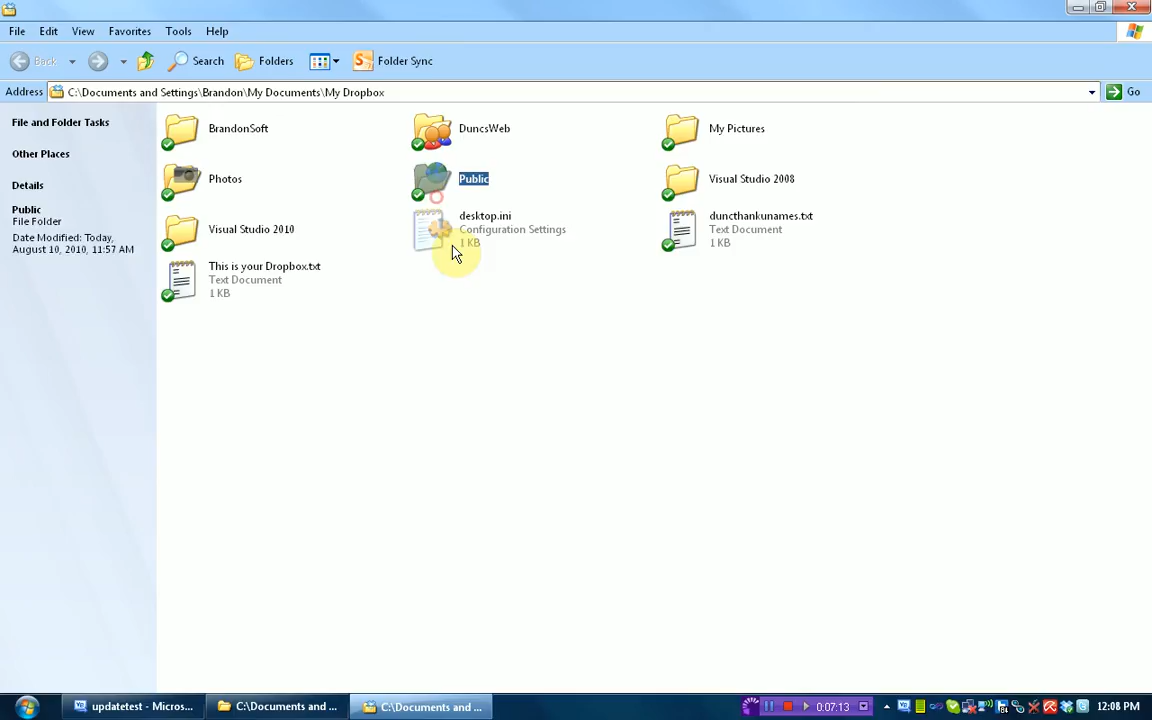 File Edit View Favorites Tools Help
Back Search Folders Folder Sync
Address C:\Documents and Settings\Brandon\My Documents\My Dropbox Go
File and Folder Tasks
Other Places
Details
Public
File Folder
Date Modified: Today,
August 10, 2010, 11:57 AM
BrandonSoft DuncsWeb My Pictures
Photos Public Visual Studio 2008
Visual Studio 2010
desktop.ini
Configuration Settings
1 KB
duncthankunames.txt
Text Document
1 KB
This is your Dropbox.txt
Text Document
1 KB
updatetest - Micros... C:\Documents and ... C:\Documents and ... 0:07:13 12:08 PM